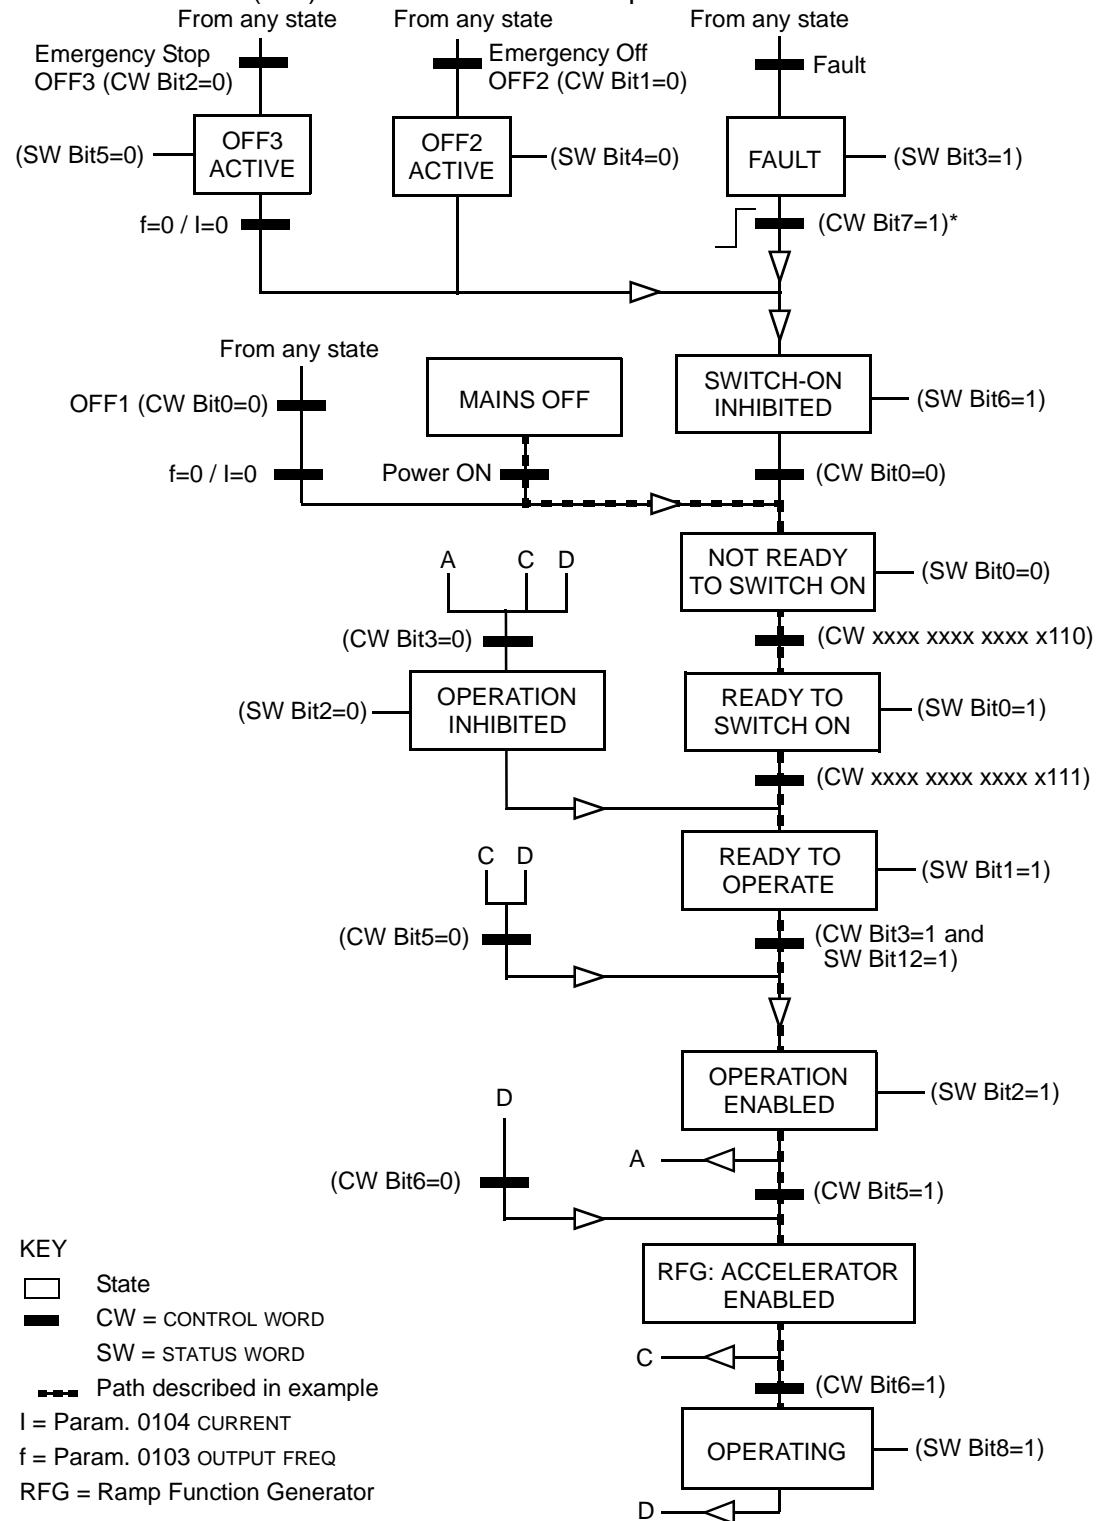 From any state
From any state
From any state
Emergency Stop
OFF3 (CW Bit2=0)
Emergency Off
OFF2 (CW Bit1=0)
Fault
(SW Bit5=0)
OFF3
ACTIVE
OFF2
ACTIVE
(SW Bit4=0)
FAULT
(SW Bit3=1)
f=0 / I=0
(CW Bit7=1)*
From any state
OFF1 (CW Bit0=0)
MAINS OFF
SWITCH-ON
INHIBITED
(SW Bit6=1)
f=0 / I=0
Power ON
(CW Bit0=0)
A
C
D
NOT READY
TO SWITCH ON
(SW Bit0=0)
(CW Bit3=0)
(CW xxxx xxxx xxxx x110)
(SW Bit2=0)
OPERATION
INHIBITED
READY TO
SWITCH ON
(SW Bit0=1)
(CW xxxx xxxx xxxx x111)
C
D
READY TO
OPERATE
(SW Bit1=1)
(CW Bit5=0)
(CW Bit3=1 and
SW Bit12=1)
OPERATION
ENABLED
(SW Bit2=1)
D
A
(CW Bit6=0)
(CW Bit5=1)
RFG: ACCELERATOR
ENABLED
C
(CW Bit6=1)
OPERATING
(SW Bit8=1)
D
KEY
State
CW = CONTROL WORD
SW = STATUS WORD
Path described in example
I = Param. 0104 CURRENT
f = Param. 0103 OUTPUT FREQ
RFG = Ramp Function Generator